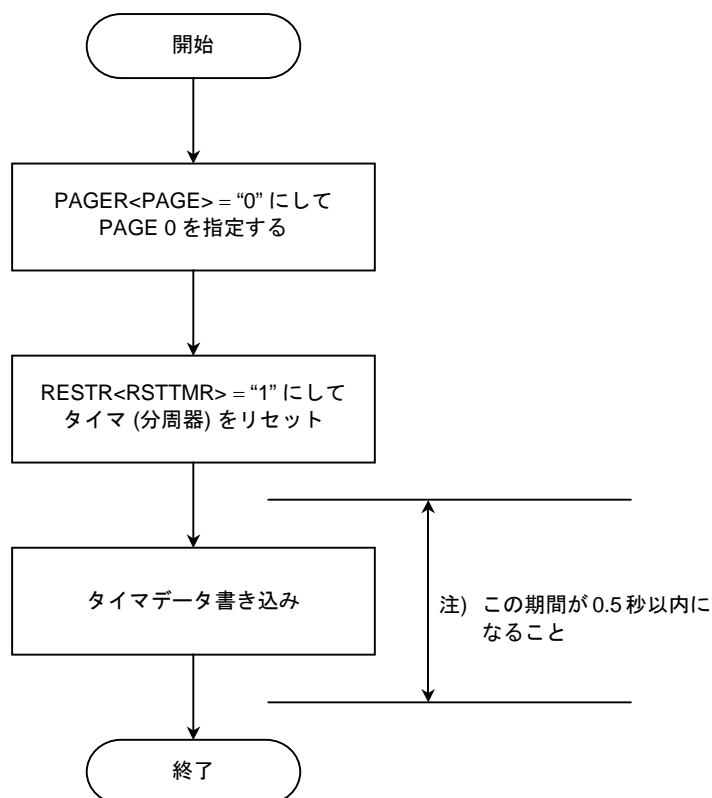 開始
PAGER<PAGE> = “0” にして
PAGE 0 を指定する
RESTR<RSTTMR> = “1” にして
タイマ (分周器) をリセット
タイマデータ書き込み
注) この期間が 0.5 秒以内に
なること
終了